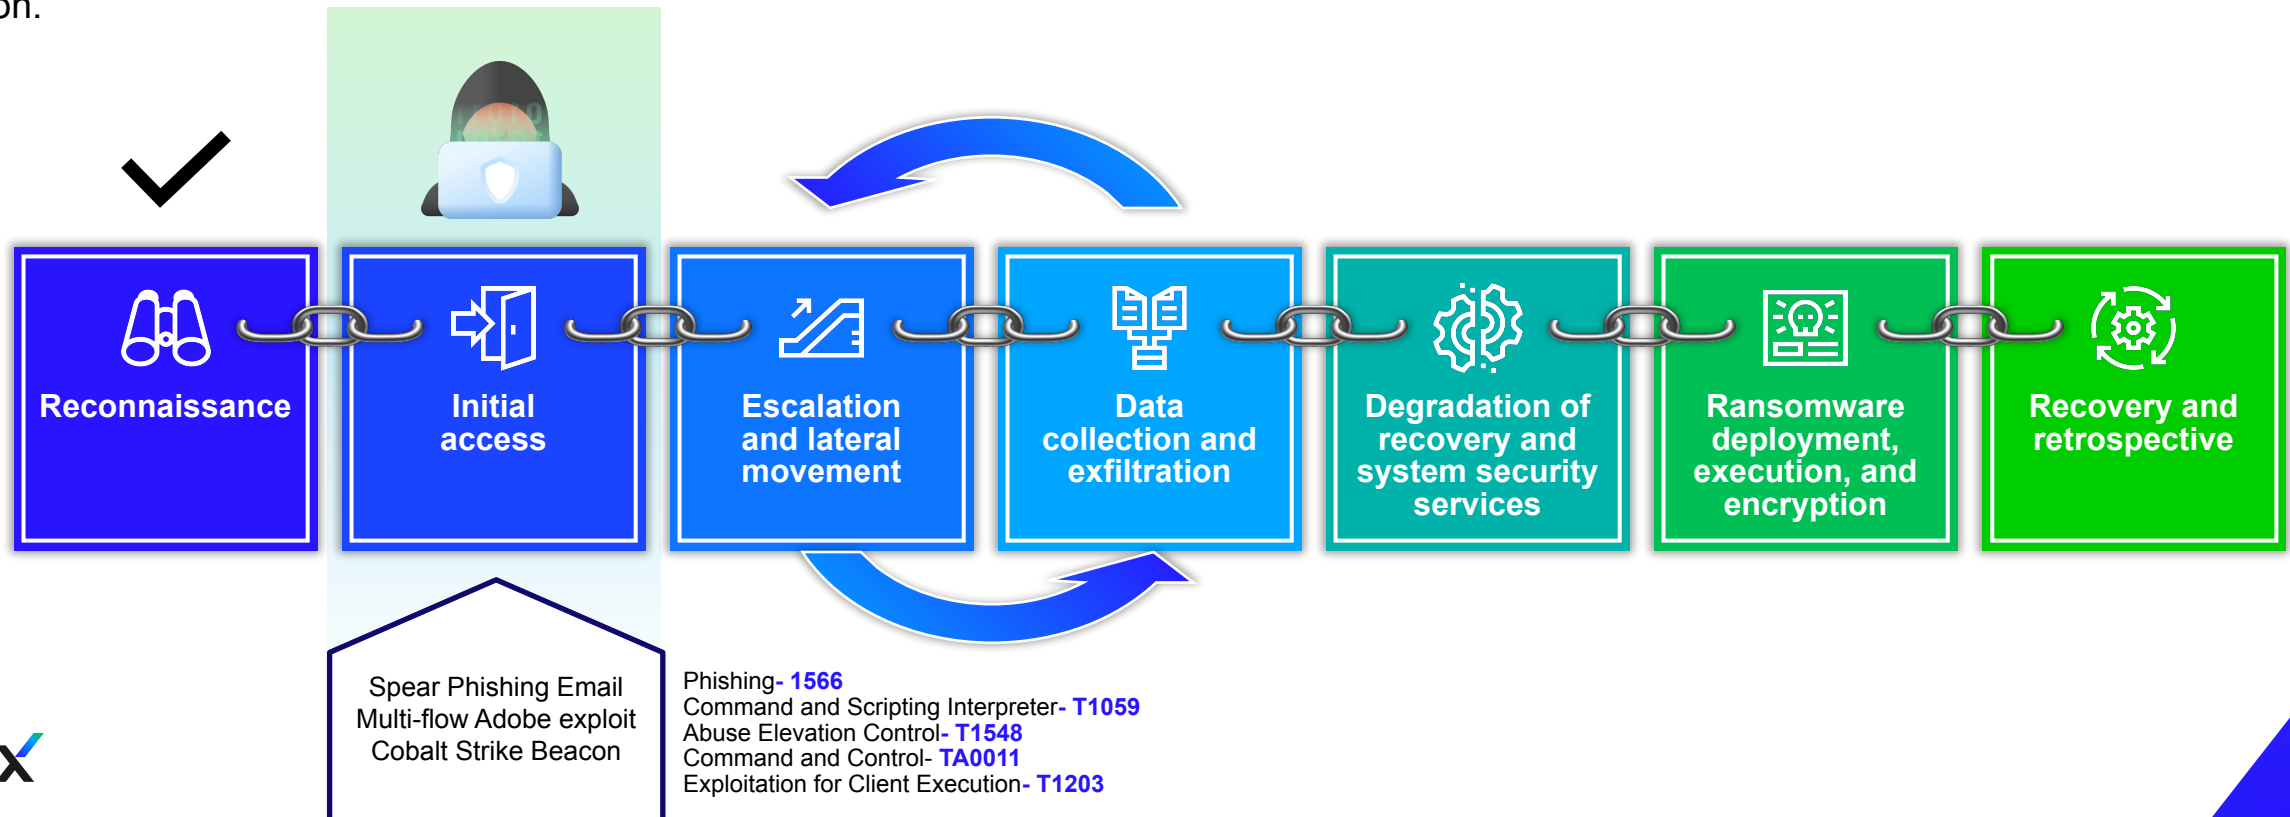 on.
Reconnaissance
Initial
access
Escalation
and lateral
movement
Data
collection and
exfiltration
Degradation of
recovery and
system security
services
Ransomware
deployment,
execution, and
encryption
Recovery and
retrospective
Spear Phishing Email
Multi-flow Adobe exploit
Cobalt Strike Beacon
Phishing- 1566
Command and Scripting Interpreter- T1059
Abuse Elevation Control- T1548
Command and Control- TA0011
Exploitation for Client Execution- T1203
x